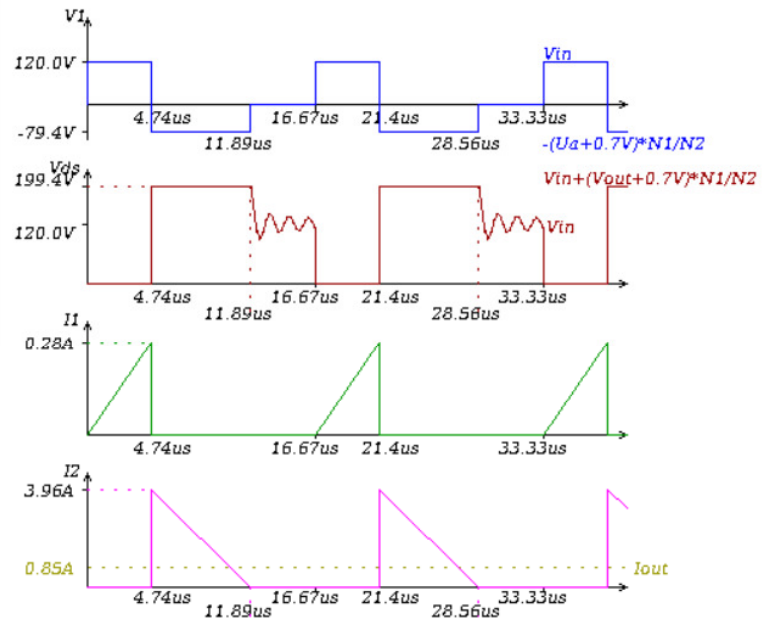 V1
120.0V
Vin
4.74us 16.67us 21.4us 33.33us
-79.4V
11.89us 28.56us -(Ua+0.7V)*N1/N2
Vds
199.4V Vin+(Vout+0.7V)*N1/N2
120.0V Vin
4.74us 16.67us 21.4us 33.33us
11.89us 28.56us
I1
0.28A
4.74us 16.67us 21.4us 33.33us
I2
3.96A
0.85A Iout
4.74us 16.67us 21.4us 33.33us
11.89us 28.56us